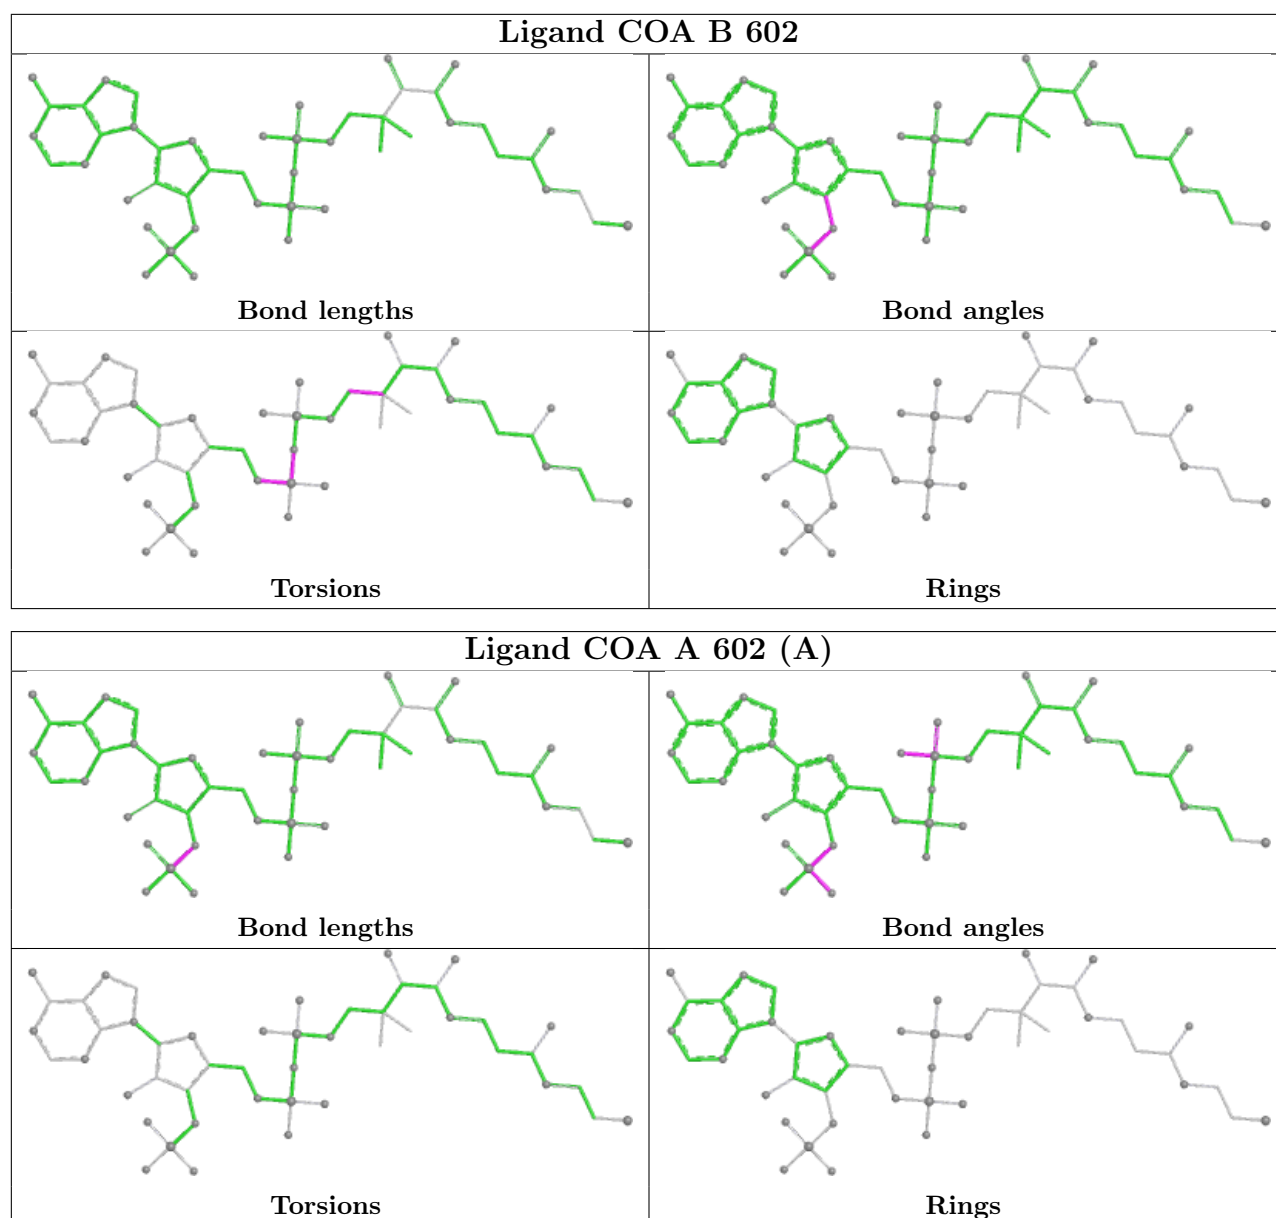 Ligand COA B 602
Bond lengths
Bond angles
Torsions
Rings
Ligand COA A 602 (A)
Bond lengths
Bond angles
Torsions
Rings